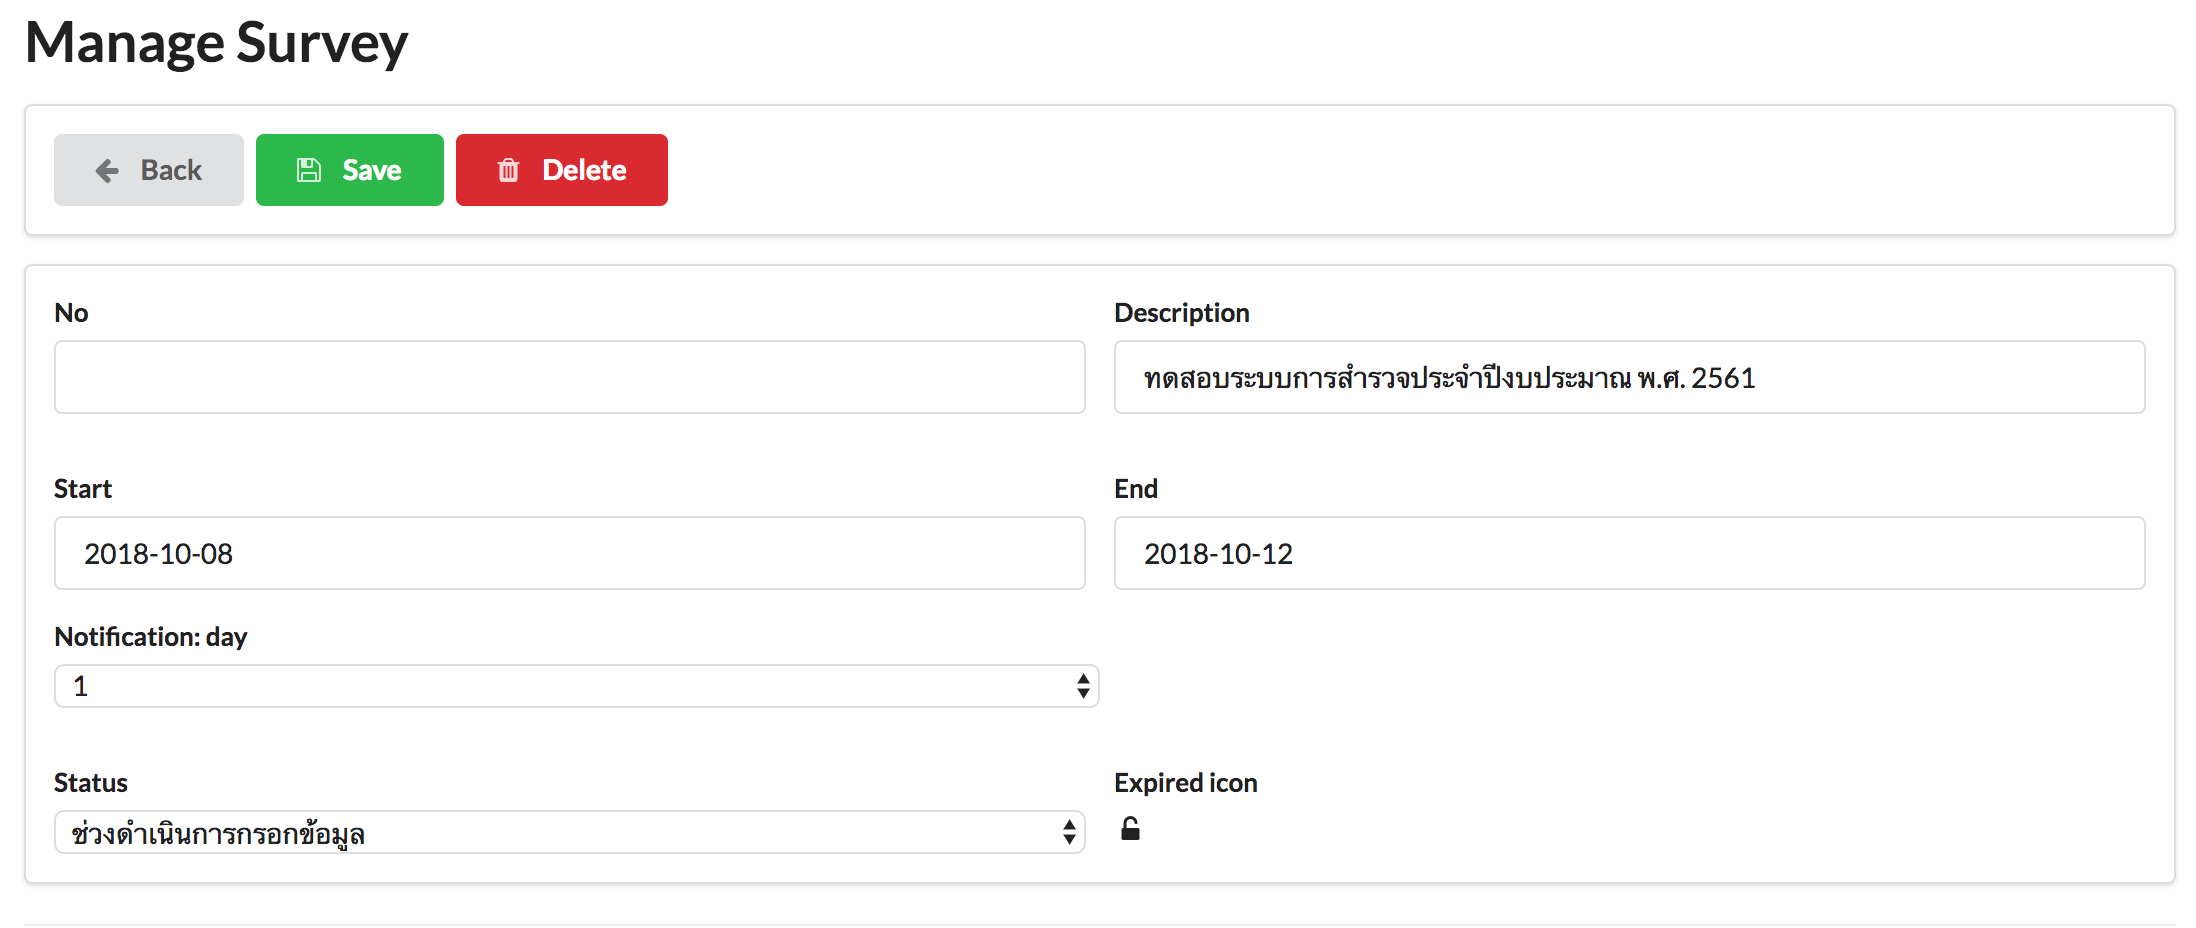 Manage Survey
Back Save Delete
No Description
ทดสอบระบบการสำรวจประจำปีงบประมาณ พ.ศ. 2561
Start End
2018-10-08 2018-10-12
Notification: day
1
Status Expired icon
ช่วงดำเนินการกรอกข้อมูล